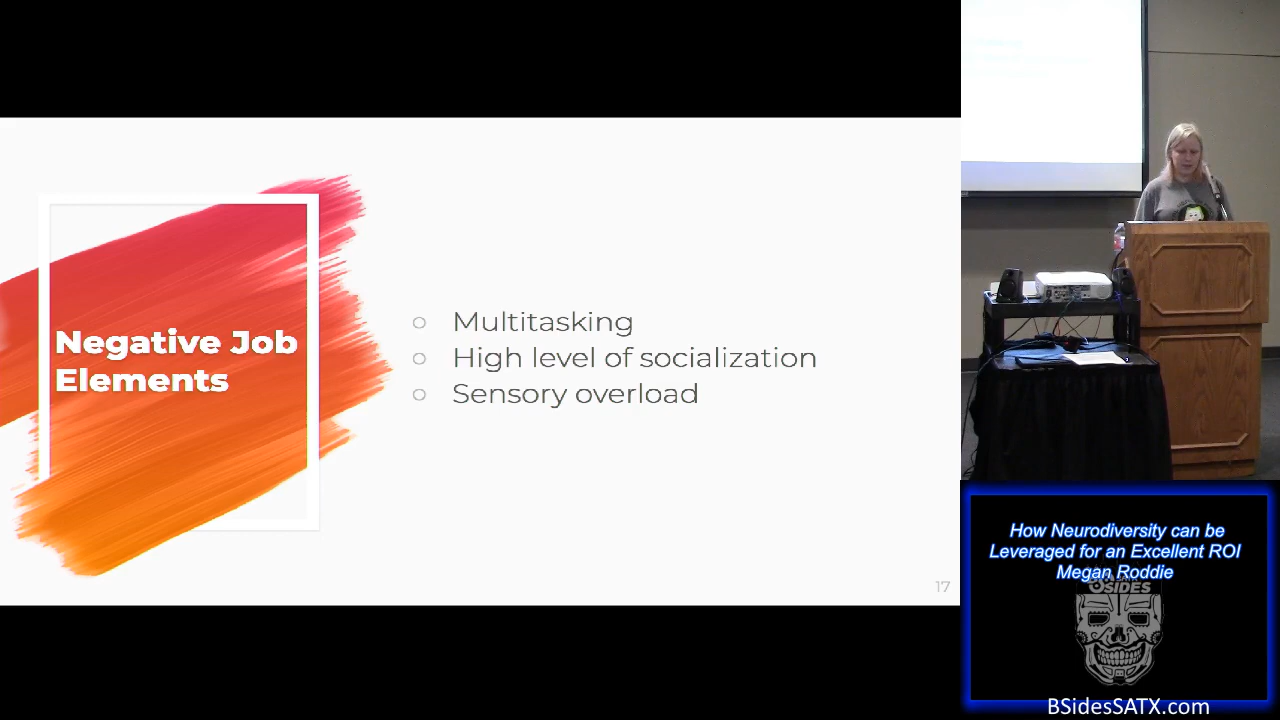 Negative Job
Elements
○ Multitasking
○ High level of socialization
○ Sensory overload
17
How Neurodiversity can be
Leveraged for an Excellent ROI
Megan Roddie
BSIDES
BSidesSATX.com